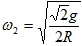 ω₂ = √(√2g / 2R)